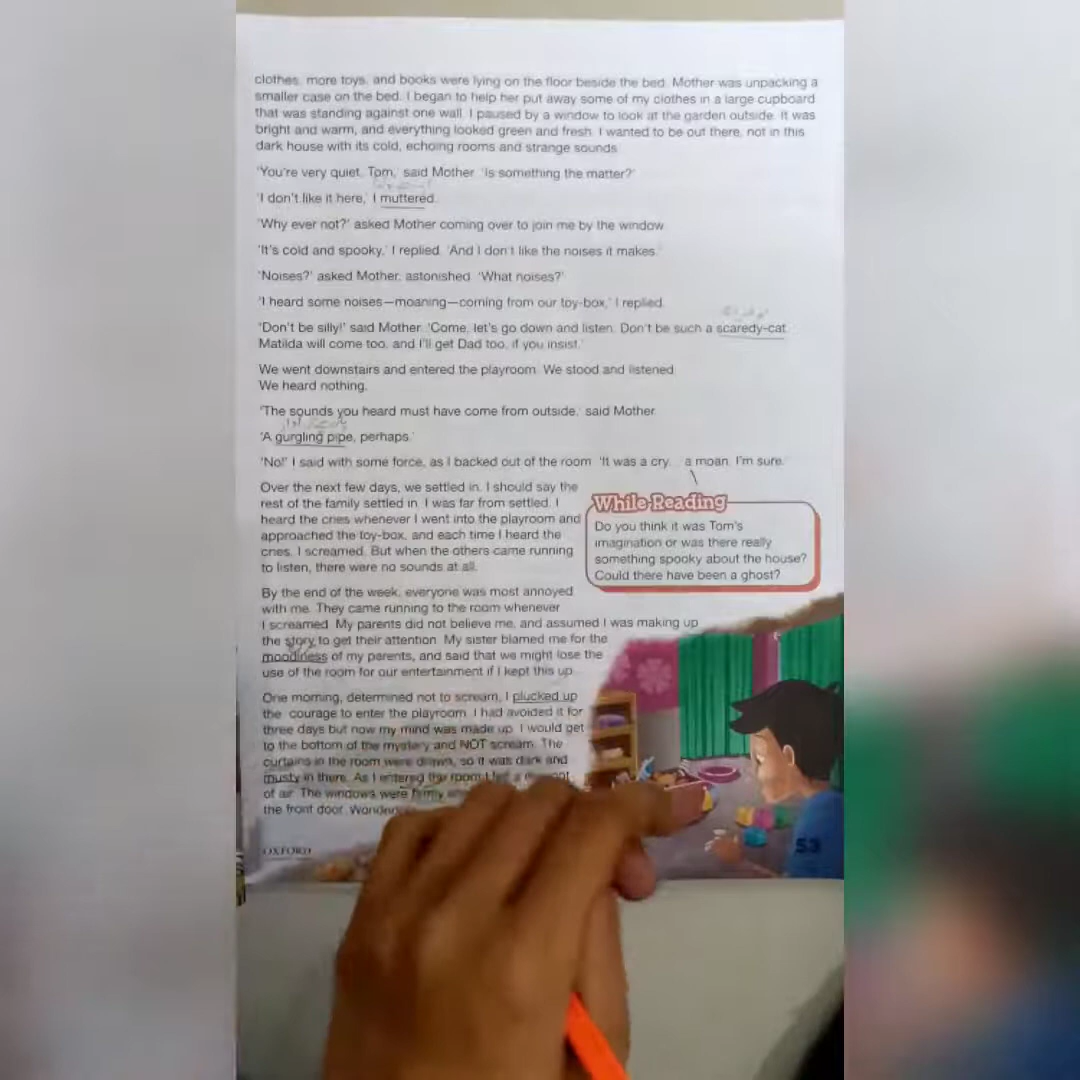 clothes, more toys, and books were lying on the floor beside the bed. Mother was unpacking a
smaller case on the bed. I began to help her put away some of my clothes in a large cupboard
that was standing against one wall. I paused by a window to look at the garden outside. It was
bright and warm, and everything looked green and fresh. I wanted to be out there, not in this
dark house with its cold, echoing rooms and strange sounds.
'You're very quiet, Tom,' said Mother. 'Is something the matter?'
'I don't like it here,' I muttered.
'Why ever not?' asked Mother coming over to join me by the window.
'It's cold and spooky,' I replied. 'And I don't like the noises it makes.'
'Noises?' asked Mother, astonished. 'What noises?'
'I heard some noises—moaning—coming from our toy-box,' I replied.
'Don't be silly!' said Mother. 'Come, let's go down and listen. Don't be such a scaredy-cat.
Matilda will come too, and I'll get Dad too, if you insist.'
We went downstairs and entered the playroom. We stood and listened.
We heard nothing.
'The sounds you heard must have come from outside,' said Mother.
'A gurgling pipe, perhaps.'
'No!' I said with some force, as I backed out of the room. 'It was a cry... a moan. I'm sure.'
Over the next few days, we settled in. I should say the
rest of the family settled in. I was far from settled. I
heard the cries whenever I went into the playroom and
approached the toy-box, and each time I heard the
cries, I screamed. But when the others came running
to listen, there were no sounds at all.
While Reading
Do you think it was Tom's
imagination or was there really
something spooky about the house?
Could there have been a ghost?
By the end of the week, everyone was most annoyed
with me. They came running to the room whenever
I screamed. My parents did not believe me, and assumed I was making up
the story to get their attention. My sister blamed me for the
moodiness of my parents, and said that we might lose the
use of the room for our entertainment if I kept this up.
One morning, determined not to scream, I plucked up
the courage to enter the playroom. I had avoided it for
three days but now my mind was made up. I would get
to the bottom of the mystery and NOT scream. The
curtains in the room were drawn, so it was dark and
musty in there. As I entered the room I felt a
of air. The windows were firmly
the front door.
OXFORD
53